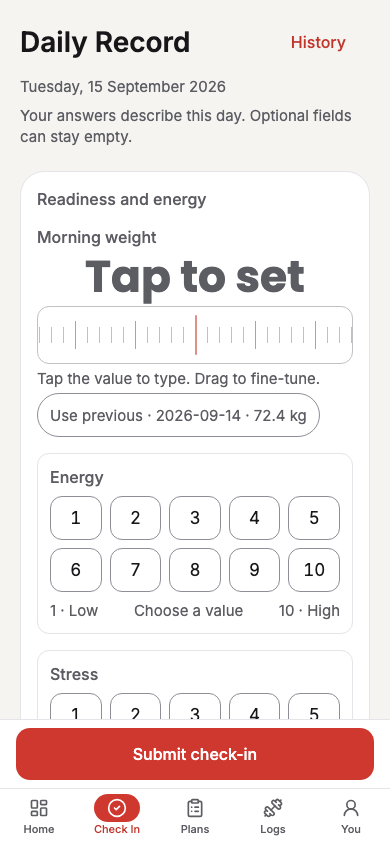 Daily Record
History
Tuesday, 15 September 2026
Your answers describe this day. Optional fields
can stay empty.
Readiness and energy
Morning weight
Tap to set
Tap the value to type. Drag to fine-tune.
Use previous · 2026-09-14 · 72.4 kg
Energy
1 2 3 4 5
6 7 8 9 10
1 · Low Choose a value 10 · High
Stress
1 2 3 4 5
Submit check-in
Home Check In Plans Logs You